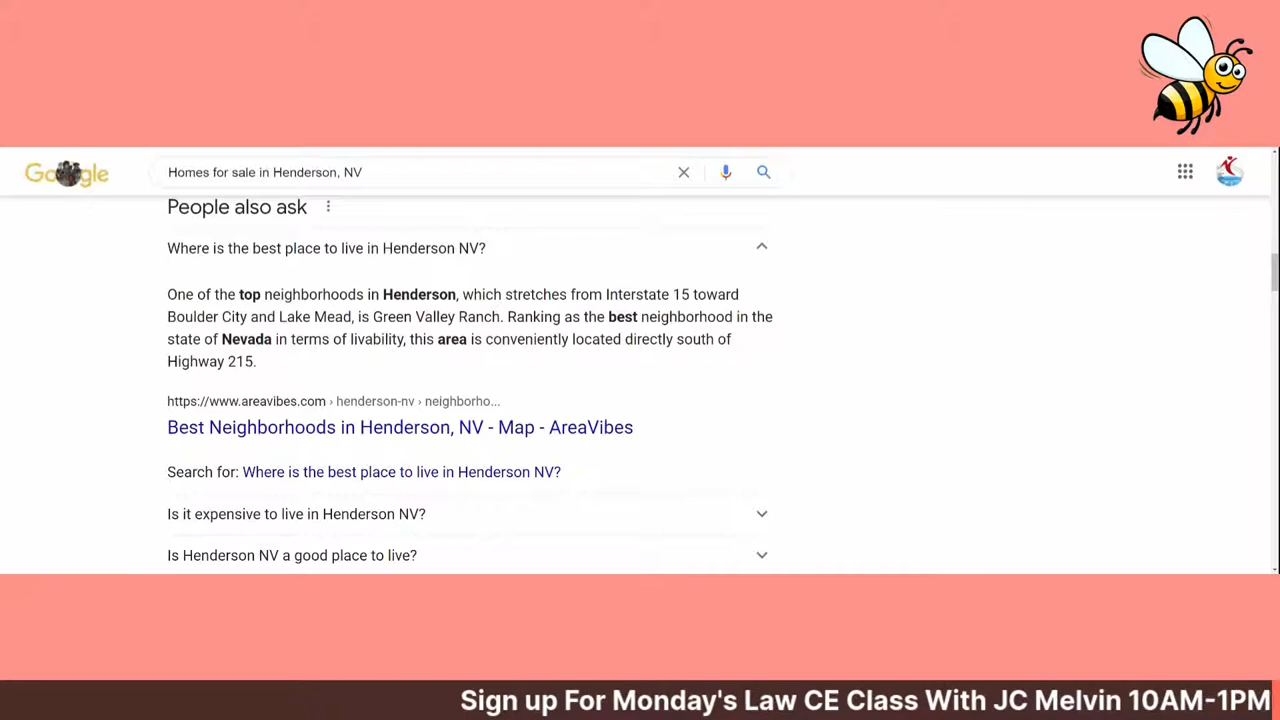 Google
Homes for sale in Henderson, NV
People also ask
Where is the best place to live in Henderson NV?
One of the top neighborhoods in Henderson, which stretches from Interstate 15 toward
Boulder City and Lake Mead, is Green Valley Ranch. Ranking as the best neighborhood in the
state of Nevada in terms of livability, this area is conveniently located directly south of
Highway 215.
https://www.areavibes.com › henderson-nv › neighborho...
Best Neighborhoods in Henderson, NV - Map - AreaVibes
Search for: Where is the best place to live in Henderson NV?
Is it expensive to live in Henderson NV?
Is Henderson NV a good place to live?
Sign up For Monday's Law CE Class With JC Melvin 10AM-1PM